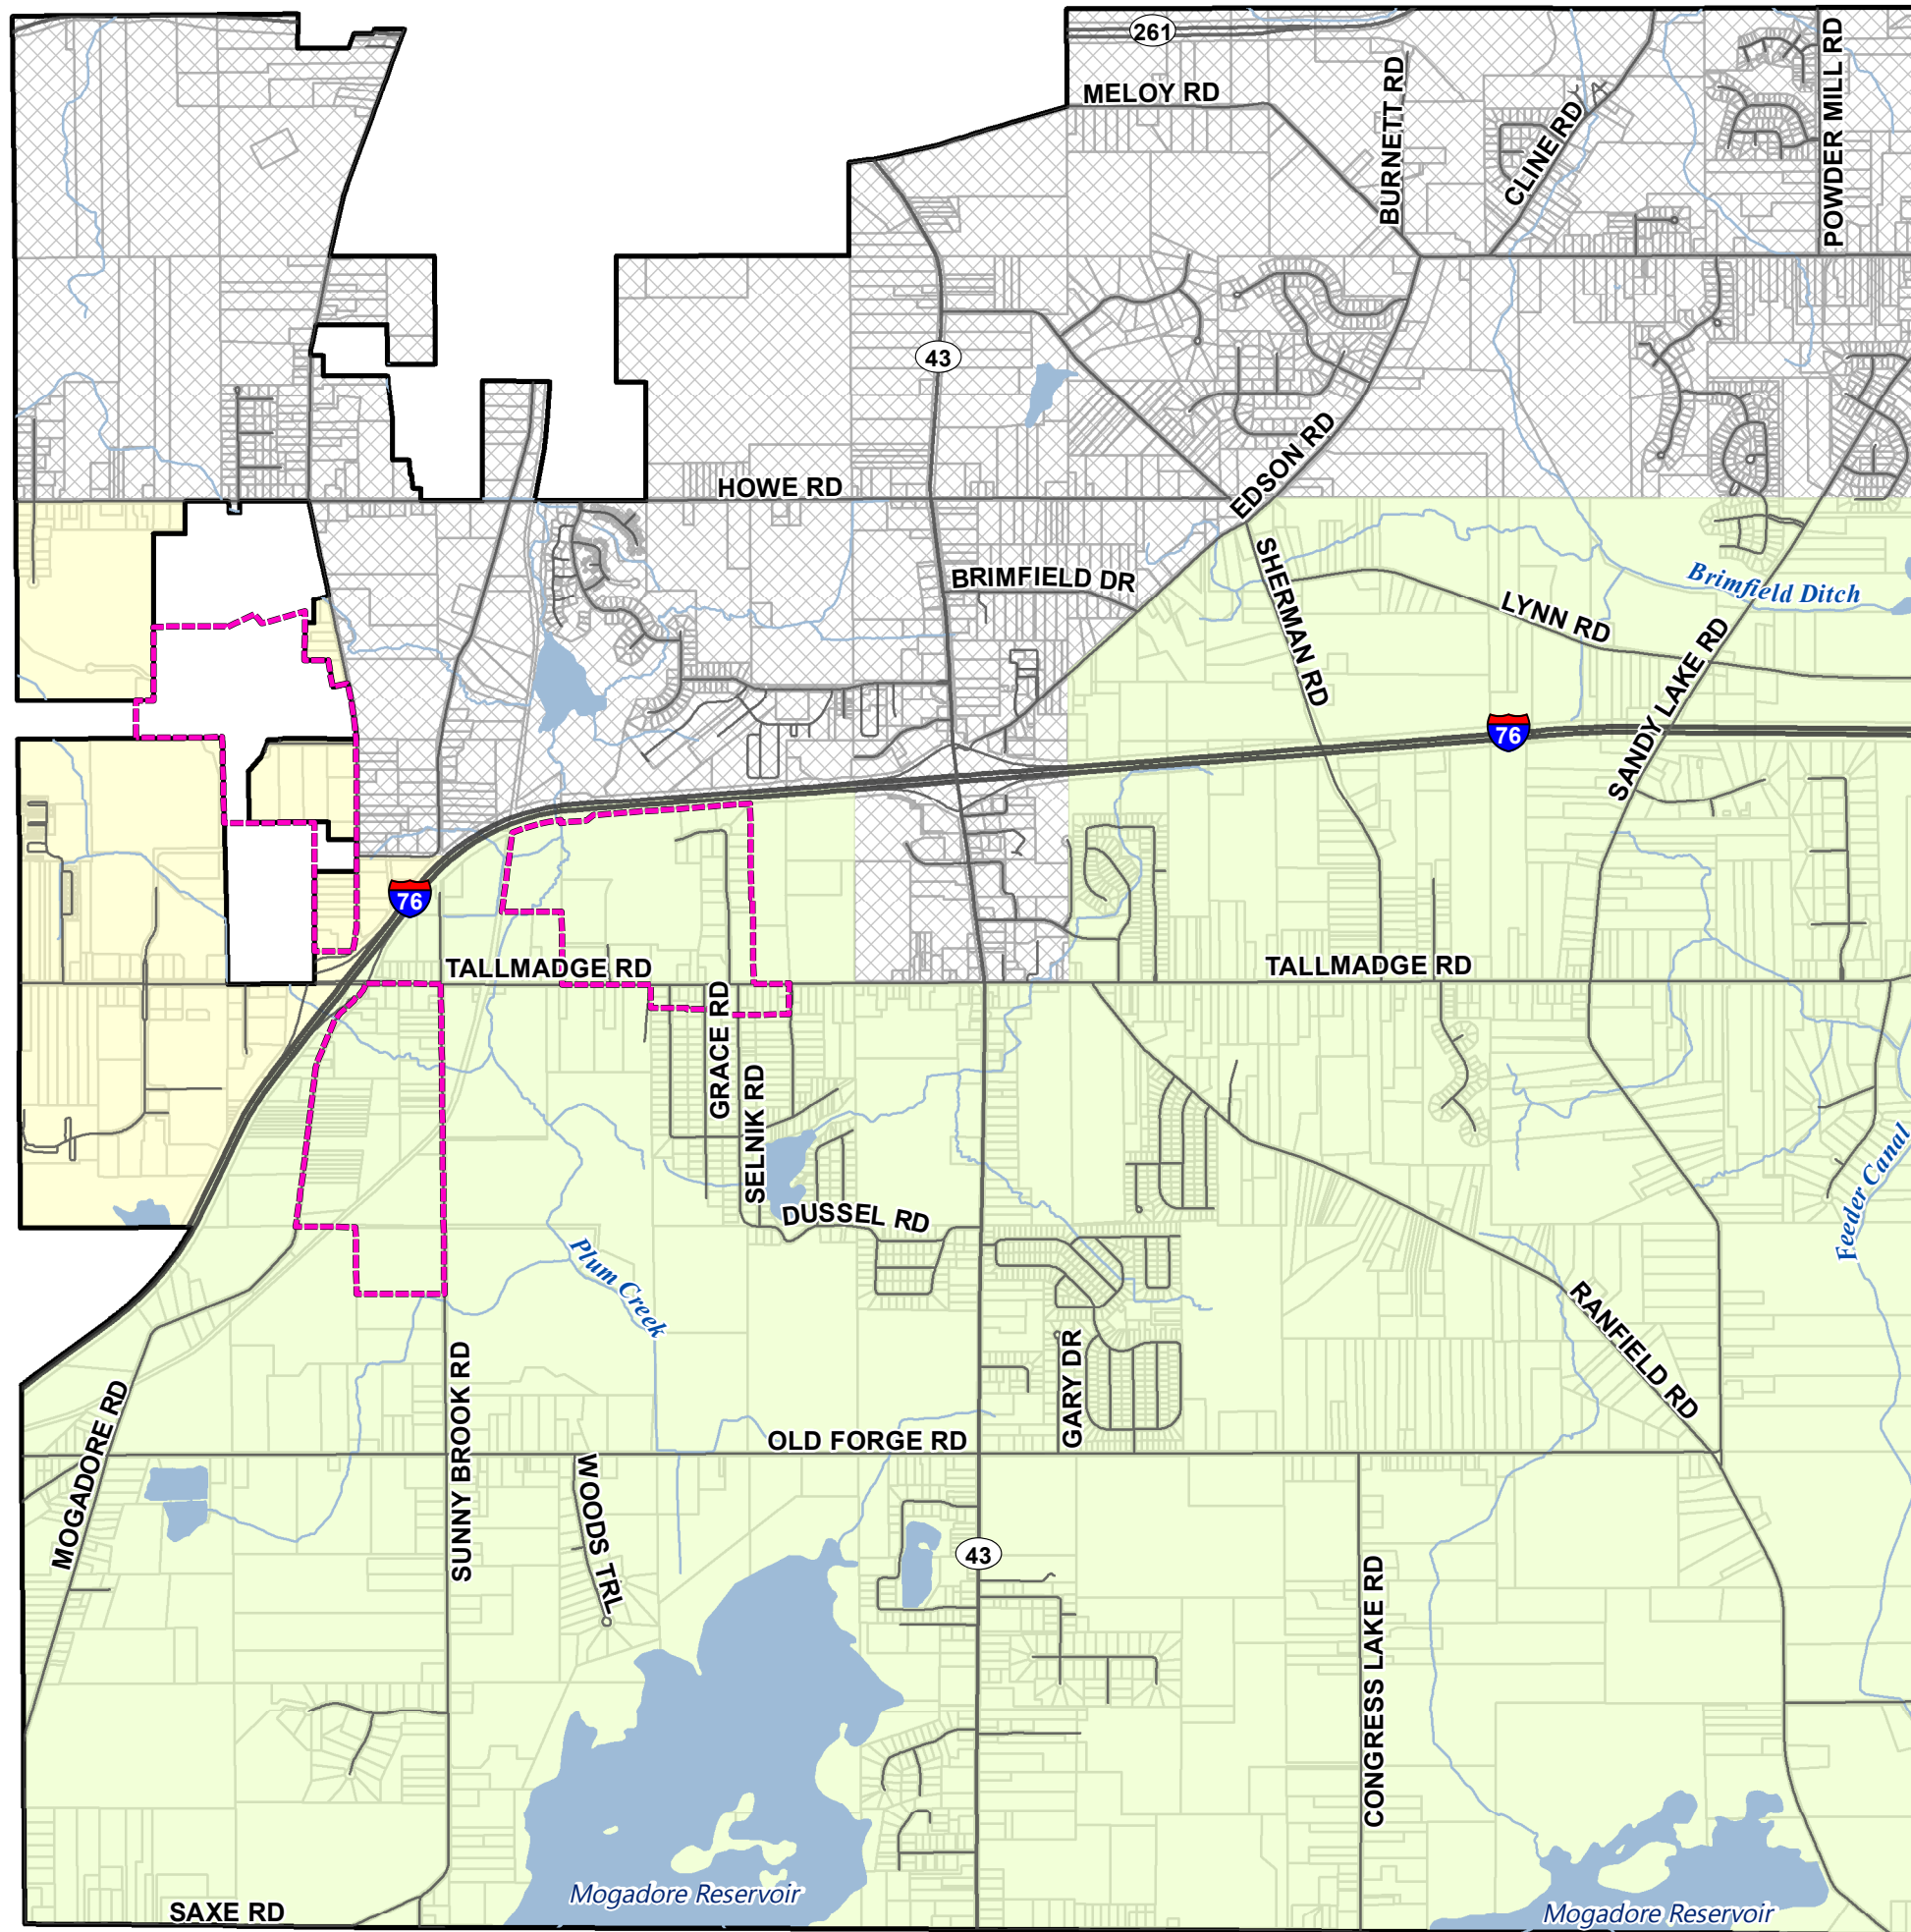 261
MELOY RD
BURNETT RD
CLINE RD
POWDER MILL RD
43
HOWE RD
EDSON RD
BRIMFIELD DR
SHERMAN RD
Brimfield Ditch
LYNN RD
SANDY LAKE RD
76
76
TALLMADGE RD
TALLMADGE RD
GRACE RD
SELNIK RD
DUSSEL RD
Feeder Canal
Plum Creek
RANFIELD RD
GARY DR
MOGADORE RD
SUNNY BROOK RD
OLD FORGE RD
WOODS TRL
43
CONGRESS LAKE RD
Mogadore Reservoir
Mogadore Reservoir
SAXE RD